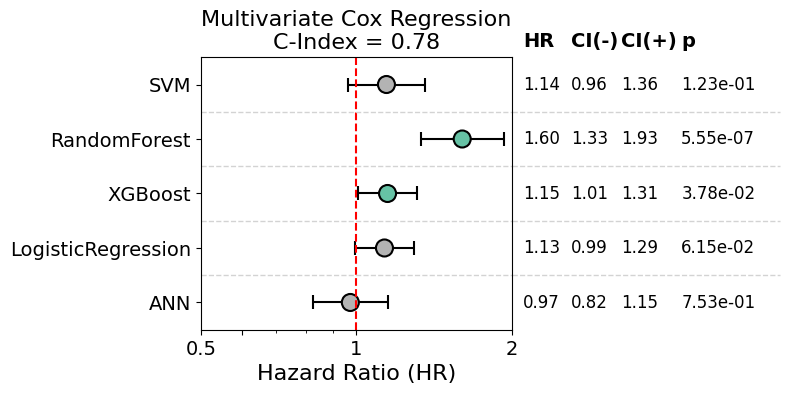 Multivariate Cox Regression
C-Index = 0.78
HR CI(-) CI(+) p
SVM 1.14 0.96 1.36 1.23e-01
RandomForest 1.60 1.33 1.93 5.55e-07
XGBoost 1.15 1.01 1.31 3.78e-02
LogisticRegression 1.13 0.99 1.29 6.15e-02
ANN 0.97 0.82 1.15 7.53e-01
0.5 1 2
Hazard Ratio (HR)